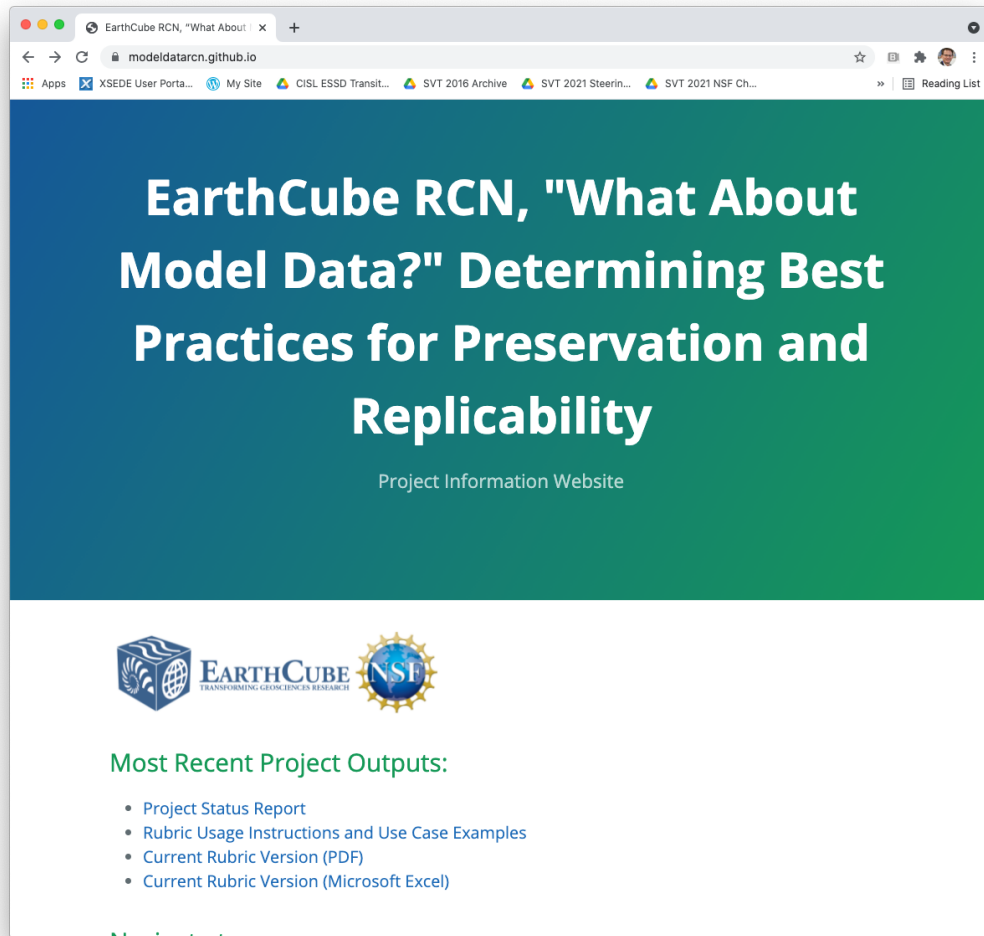 EarthCube RCN, "What About
modeldatarcn.github.io
Apps XSEDE User Porta... My Site CISL ESSD Transit... SVT 2016 Archive SVT 2021 Steerin... SVT 2021 NSF Ch... » Reading List
EarthCube RCN, "What About
Model Data?" Determining Best
Practices for Preservation and
Replicability
Project Information Website
EARTHCUBE
TRANSFORMING GEOSCIENCES RESEARCH
NSF
Most Recent Project Outputs:
• Project Status Report
• Rubric Usage Instructions and Use Case Examples
• Current Rubric Version (PDF)
• Current Rubric Version (Microsoft Excel)